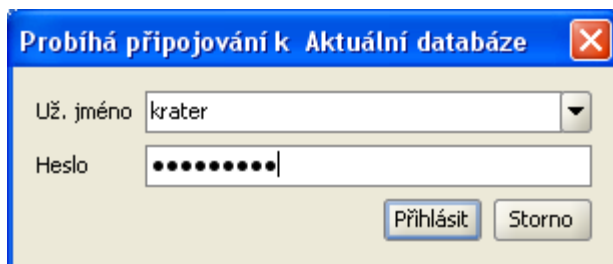 Probíhá připojování k Aktuální databáze
Už. jméno krater
Heslo •••••••••
Přihlásit Storno